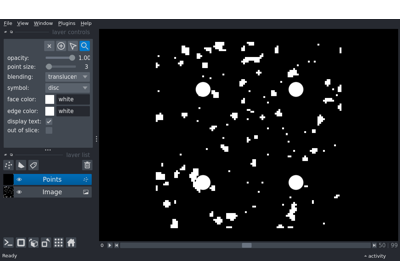 File View Window Plugins Help
layer controls
opacity: 1.00
point size: 3
blending: translucen
symbol: disc
face color: white
edge color: white
display text:
out of slice:
layer list
Points
Image
0 50 99
Ready activity